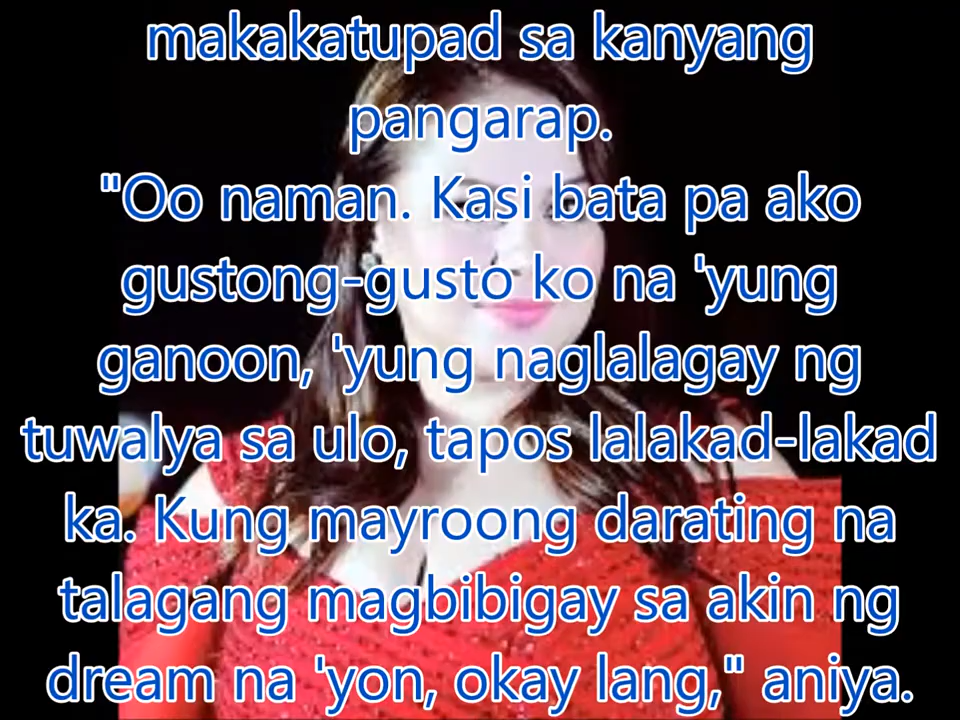 makakatupad sa kanyang
pangarap.
"Oo naman. Kasi bata pa ako
gustong-gusto ko na 'yung
ganoon, 'yung naglalagay ng
tuwalya sa ulo, tapos lalakad-lakad
ka. Kung mayroong darating na
talagang magbibigay sa akin ng
dream na 'yon, okay lang," aniya.